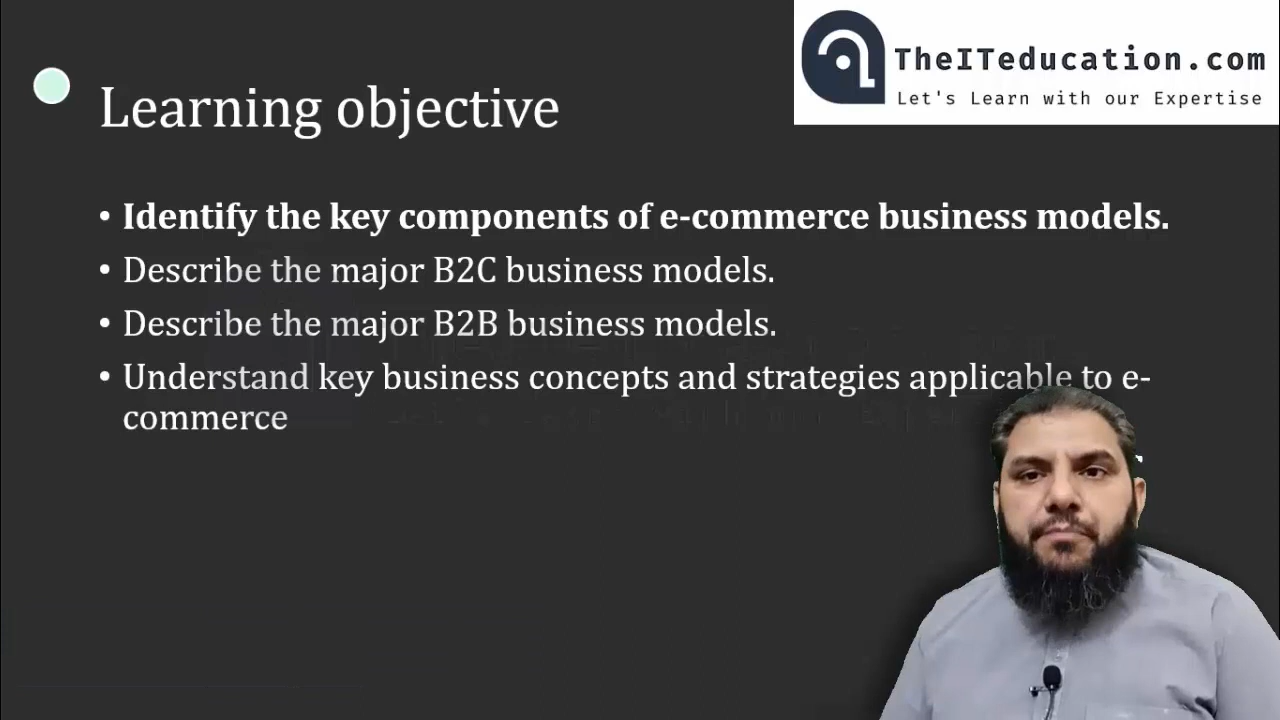 TheITeducation.com
Let's Learn with our Expertise
Learning objective
• Identify the key components of e-commerce business models.
• Describe the major B2C business models.
• Describe the major B2B business models.
• Understand key business concepts and strategies applicable to e-
commerce